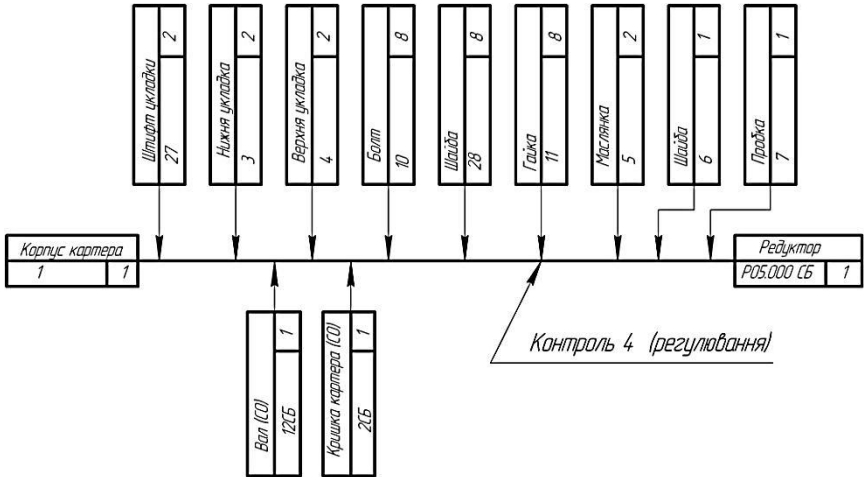 Штифт укладки 2
27
Нижня укладка 2
3
Верхня укладка 2
4
Болт 8
10
Шайба 8
28
Гайка 8
11
Маслянка 2
5
Шайба 1
6
Пробка 1
7
Корпус картера
1 1
Редуктор
Р05.000 СБ 1
Вал (СО) 1
12СБ
Кришка картера (СО) 1
2СБ
Контроль 4 (регулювання)